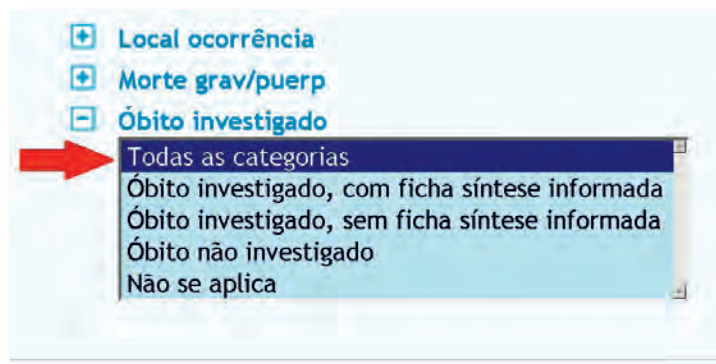 Local ocorrência
Morte grav/puerp
Óbito investigado
Todas as categorias
Óbito investigado, com ficha síntese informada
Óbito investigado, sem ficha síntese informada
Óbito não investigado
Não se aplica